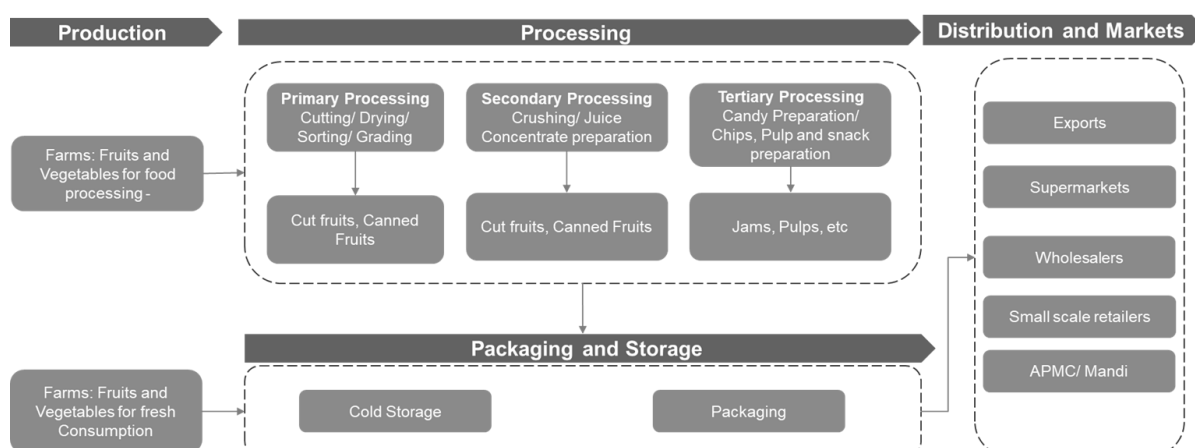 Production
Processing
Distribution and Markets
Primary Processing
Cutting/ Drying/
Sorting/ Grading
Secondary Processing
Crushing/ Juice
Concentrate preparation
Tertiary Processing
Candy Preparation/
Chips, Pulp and snack
preparation
Farms: Fruits and
Vegetables for food
processing -
Cut fruits, Canned
Fruits
Cut fruits, Canned Fruits
Jams, Pulps, etc
Exports
Supermarkets
Wholesalers
Small scale retailers
APMC/ Mandi
Packaging and Storage
Farms: Fruits and
Vegetables for fresh
Consumption
Cold Storage
Packaging